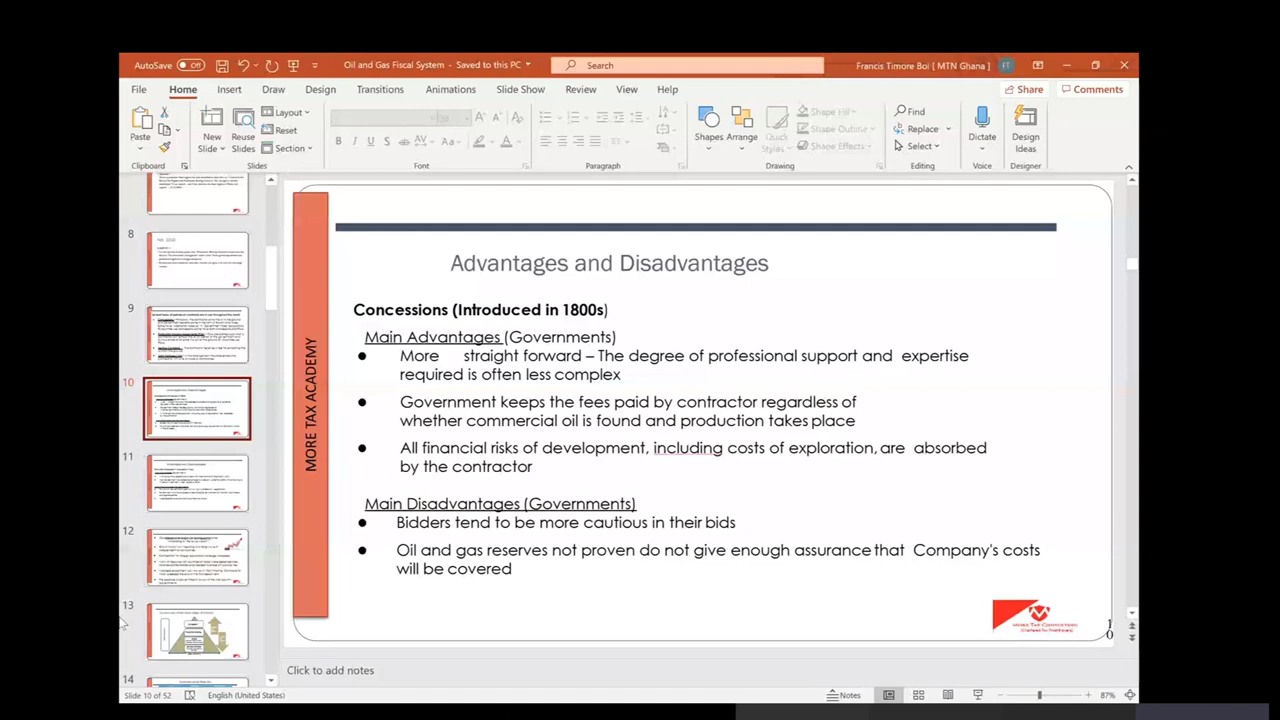 AutoSave Off Oil and Gas Fiscal System - Saved to this PC Search Francis Timore Boi [ MTN Ghana ] FT
File Home Insert Draw Design Transitions Animations Slide Show Review View Help Share Comments
Paste New Slide Reuse Slides Layout Reset Section Shapes Arrange Quick Styles Shape Fill Shape Outline Shape Effects Find Replace Select Dictate Design Ideas
Clipboard Slides Font Paragraph Drawing Editing Voice Designer
8
9
10
11
12
13
14
MORE TAX ACADEMY
Advantages and Disadvantages
Concessions (Introduced in 1800s)
Main Advantages (Governments)
● More straight forward – The degree of professional support and expertise
required is often less complex
● Government keeps the fees paid by contractor regardless of
whether commercial oil is found and production takes place
● All financial risks of development, including costs of exploration, are absorbed
by the contractor
Main Disadvantages (Governments)
● Bidders tend to be more cautious in their bids
● Oil and gas reserves not proven do not give enough assurance that Company's costs
will be covered
10
Click to add notes
Slide 10 of 52 English (United States) Notes 87%